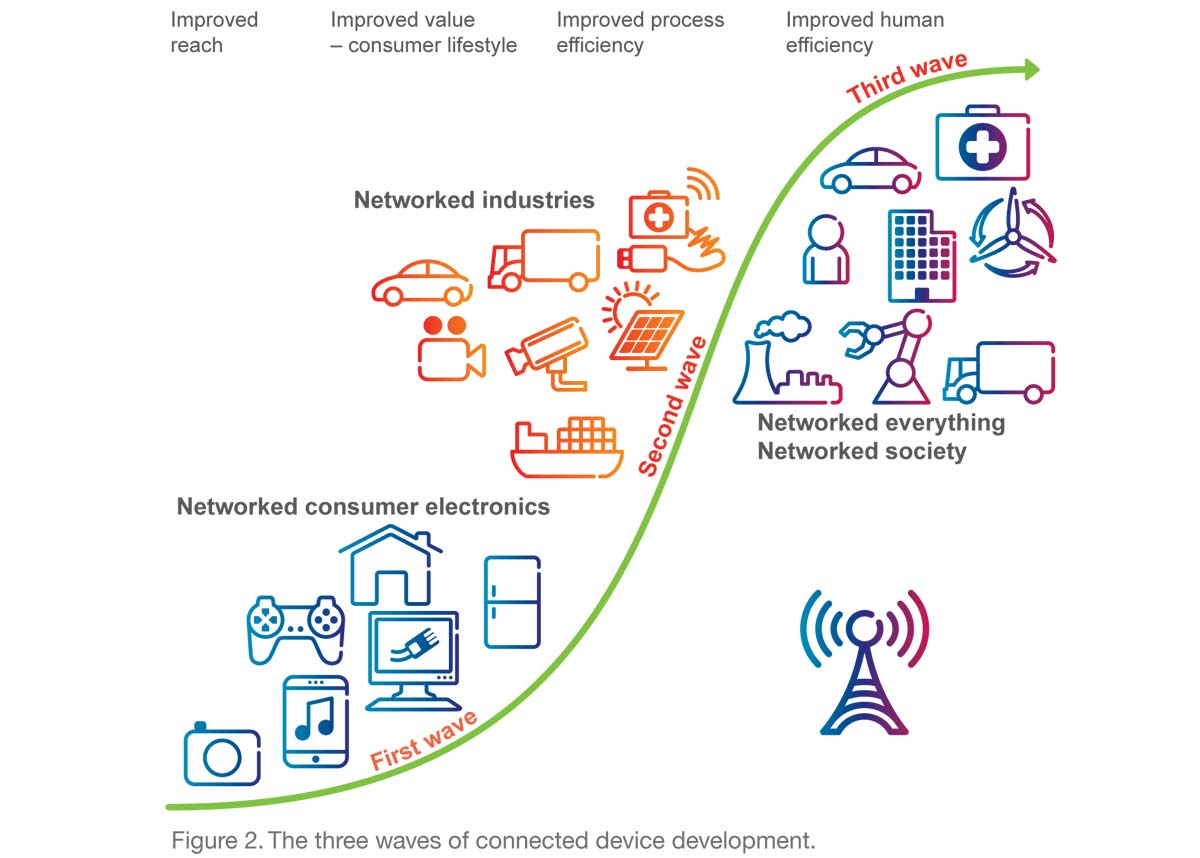 Improved
reach
Improved value
– consumer lifestyle
Improved process
efficiency
Improved human
efficiency
Third wave
Networked industries
Second wave
Networked everything
Networked society
Networked consumer electronics
First wave
Figure 2. The three waves of connected device development.